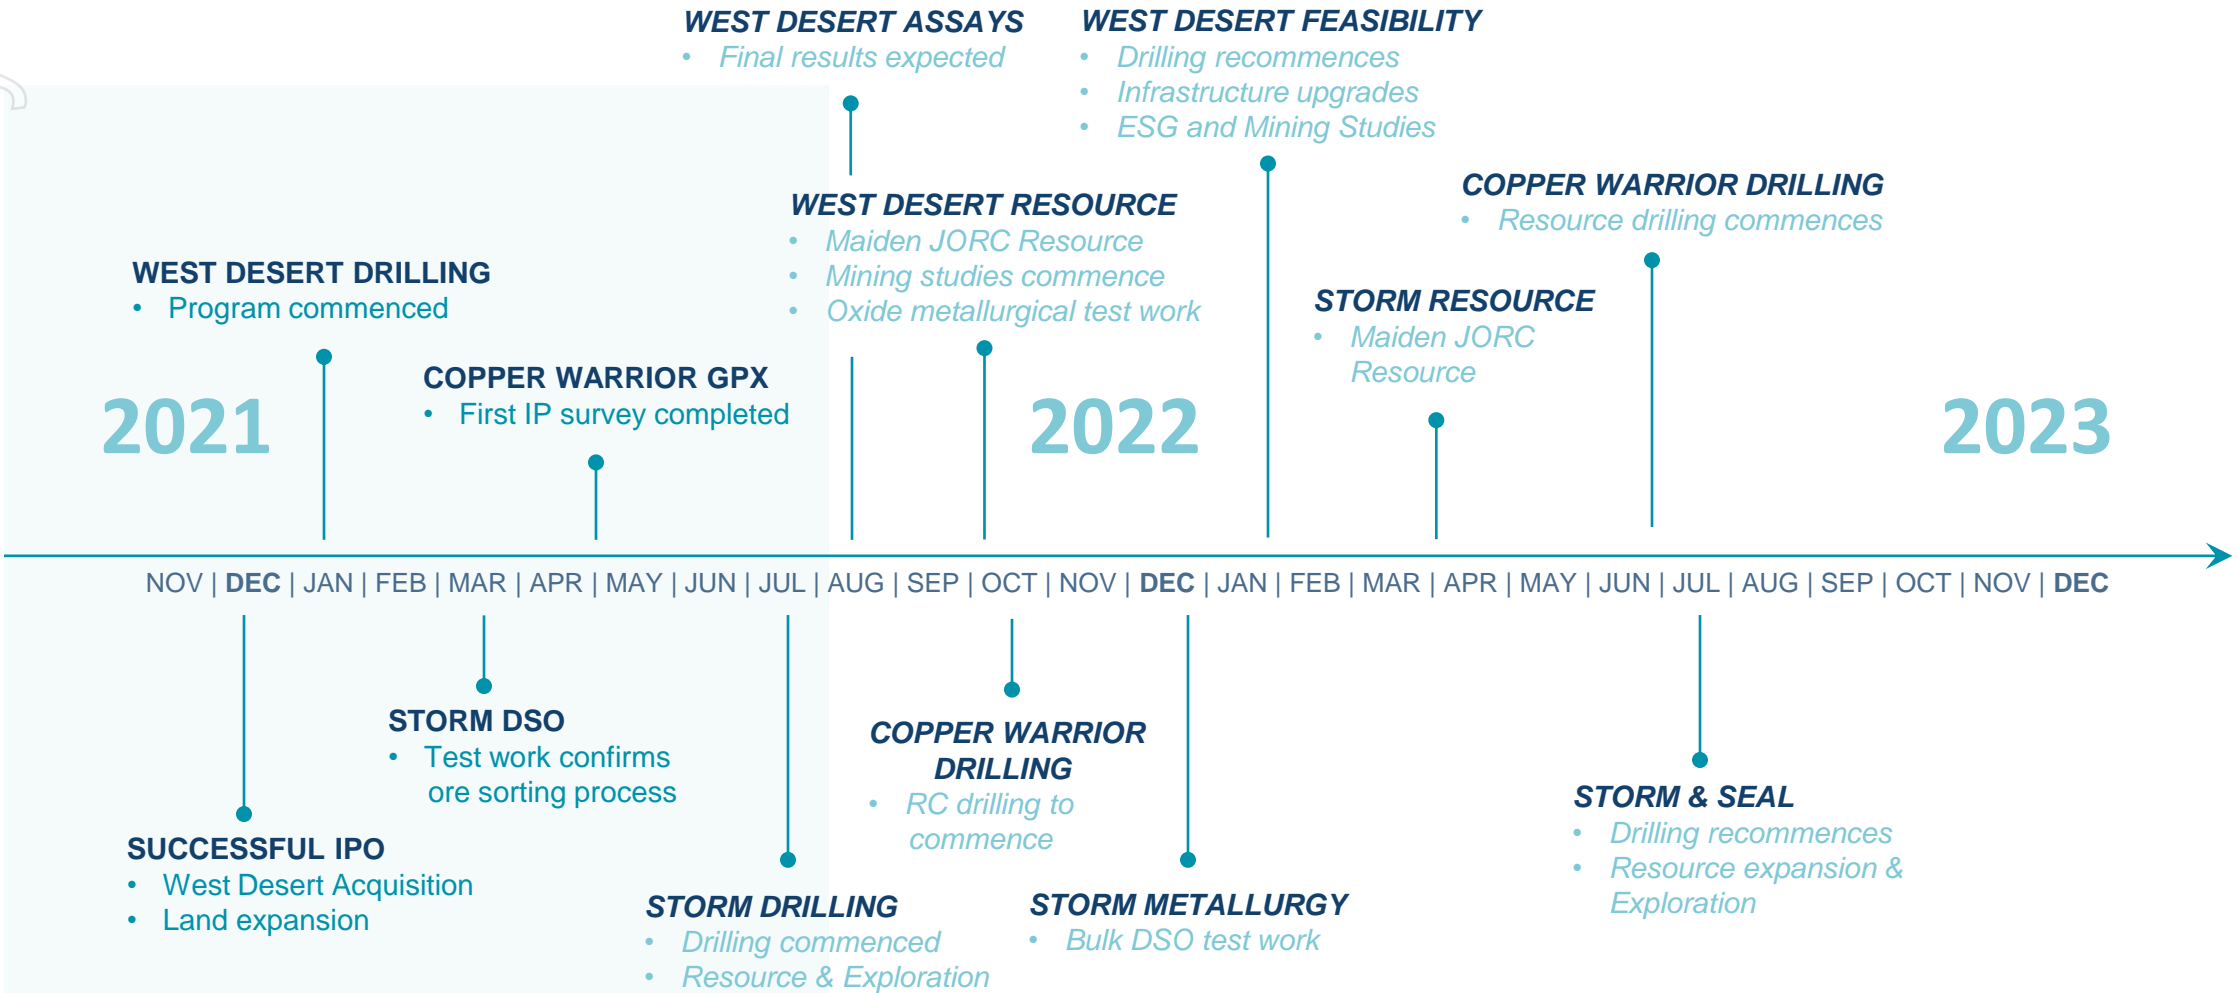 WEST DESERT ASSAYS
• Final results expected
WEST DESERT FEASIBILITY
• Drilling recommences
• Infrastructure upgrades
• ESG and Mining Studies
WEST DESERT RESOURCE
• Maiden JORC Resource
• Mining studies commence
• Oxide metallurgical test work
COPPER WARRIOR DRILLING
• Resource drilling commences
WEST DESERT DRILLING
• Program commenced
STORM RESOURCE
• Maiden JORC
Resource
COPPER WARRIOR GPX
• First IP survey completed
2021
2022
2023
NOV | DEC | JAN | FEB | MAR | APR | MAY | JUN | JUL | AUG | SEP | OCT | NOV | DEC | JAN | FEB | MAR | APR | MAY | JUN | JUL | AUG | SEP | OCT | NOV | DEC
SUCCESSFUL IPO
• West Desert Acquisition
• Land expansion
STORM DSO
• Test work confirms
ore sorting process
STORM DRILLING
• Drilling commenced
• Resource & Exploration
COPPER WARRIOR
DRILLING
• RC drilling to
commence
STORM METALLURGY
• Bulk DSO test work
STORM & SEAL
• Drilling recommences
• Resource expansion &
Exploration